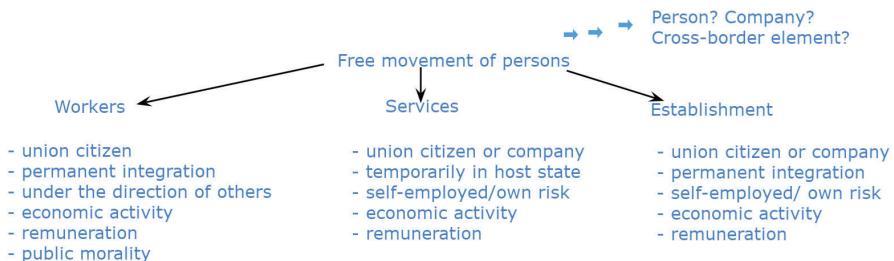 Person? Company?
Cross-border element?
Free movement of persons
Workers
- union citizen
- permanent integration
- under the direction of others
- economic activity
- remuneration
- public morality
Services
- union citizen or company
- temporarily in host state
- self-employed/own risk
- economic activity
- remuneration
Establishment
- union citizen or company
- permanent integration
- self-employed/ own risk
- economic activity
- remuneration